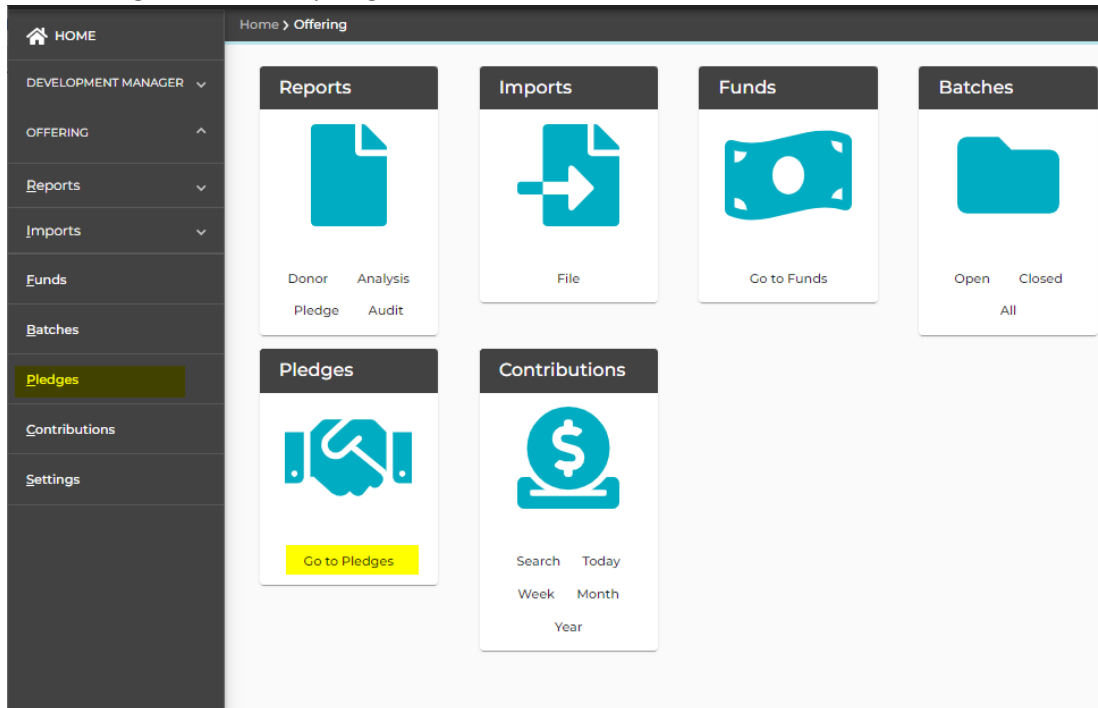 HOME
Home › Offering
DEVELOPMENT MANAGER
OFFERING
Reports
Imports
Funds
Batches
Pledges
Contributions
Settings
Reports
Donor Analysis
Pledge Audit
Imports
File
Funds
Go to Funds
Batches
Open Closed
All
Pledges
Go to Pledges
Contributions
$
Search Today
Week Month
Year